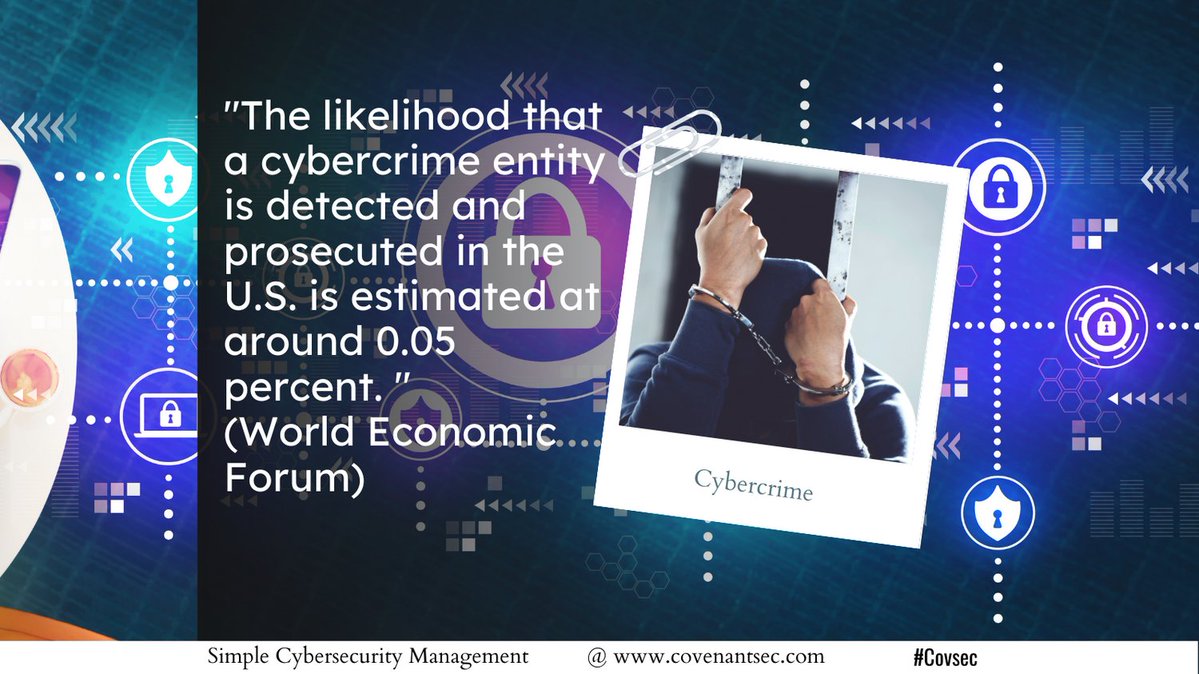 "The likelihood that
a cybercrime entity
is detected and
prosecuted in the
U.S. is estimated at
around 0.05
percent. "
(World Economic
Forum)
Cybercrime
Simple Cybersecurity Management
@ www.covenantsec.com
#Covsec